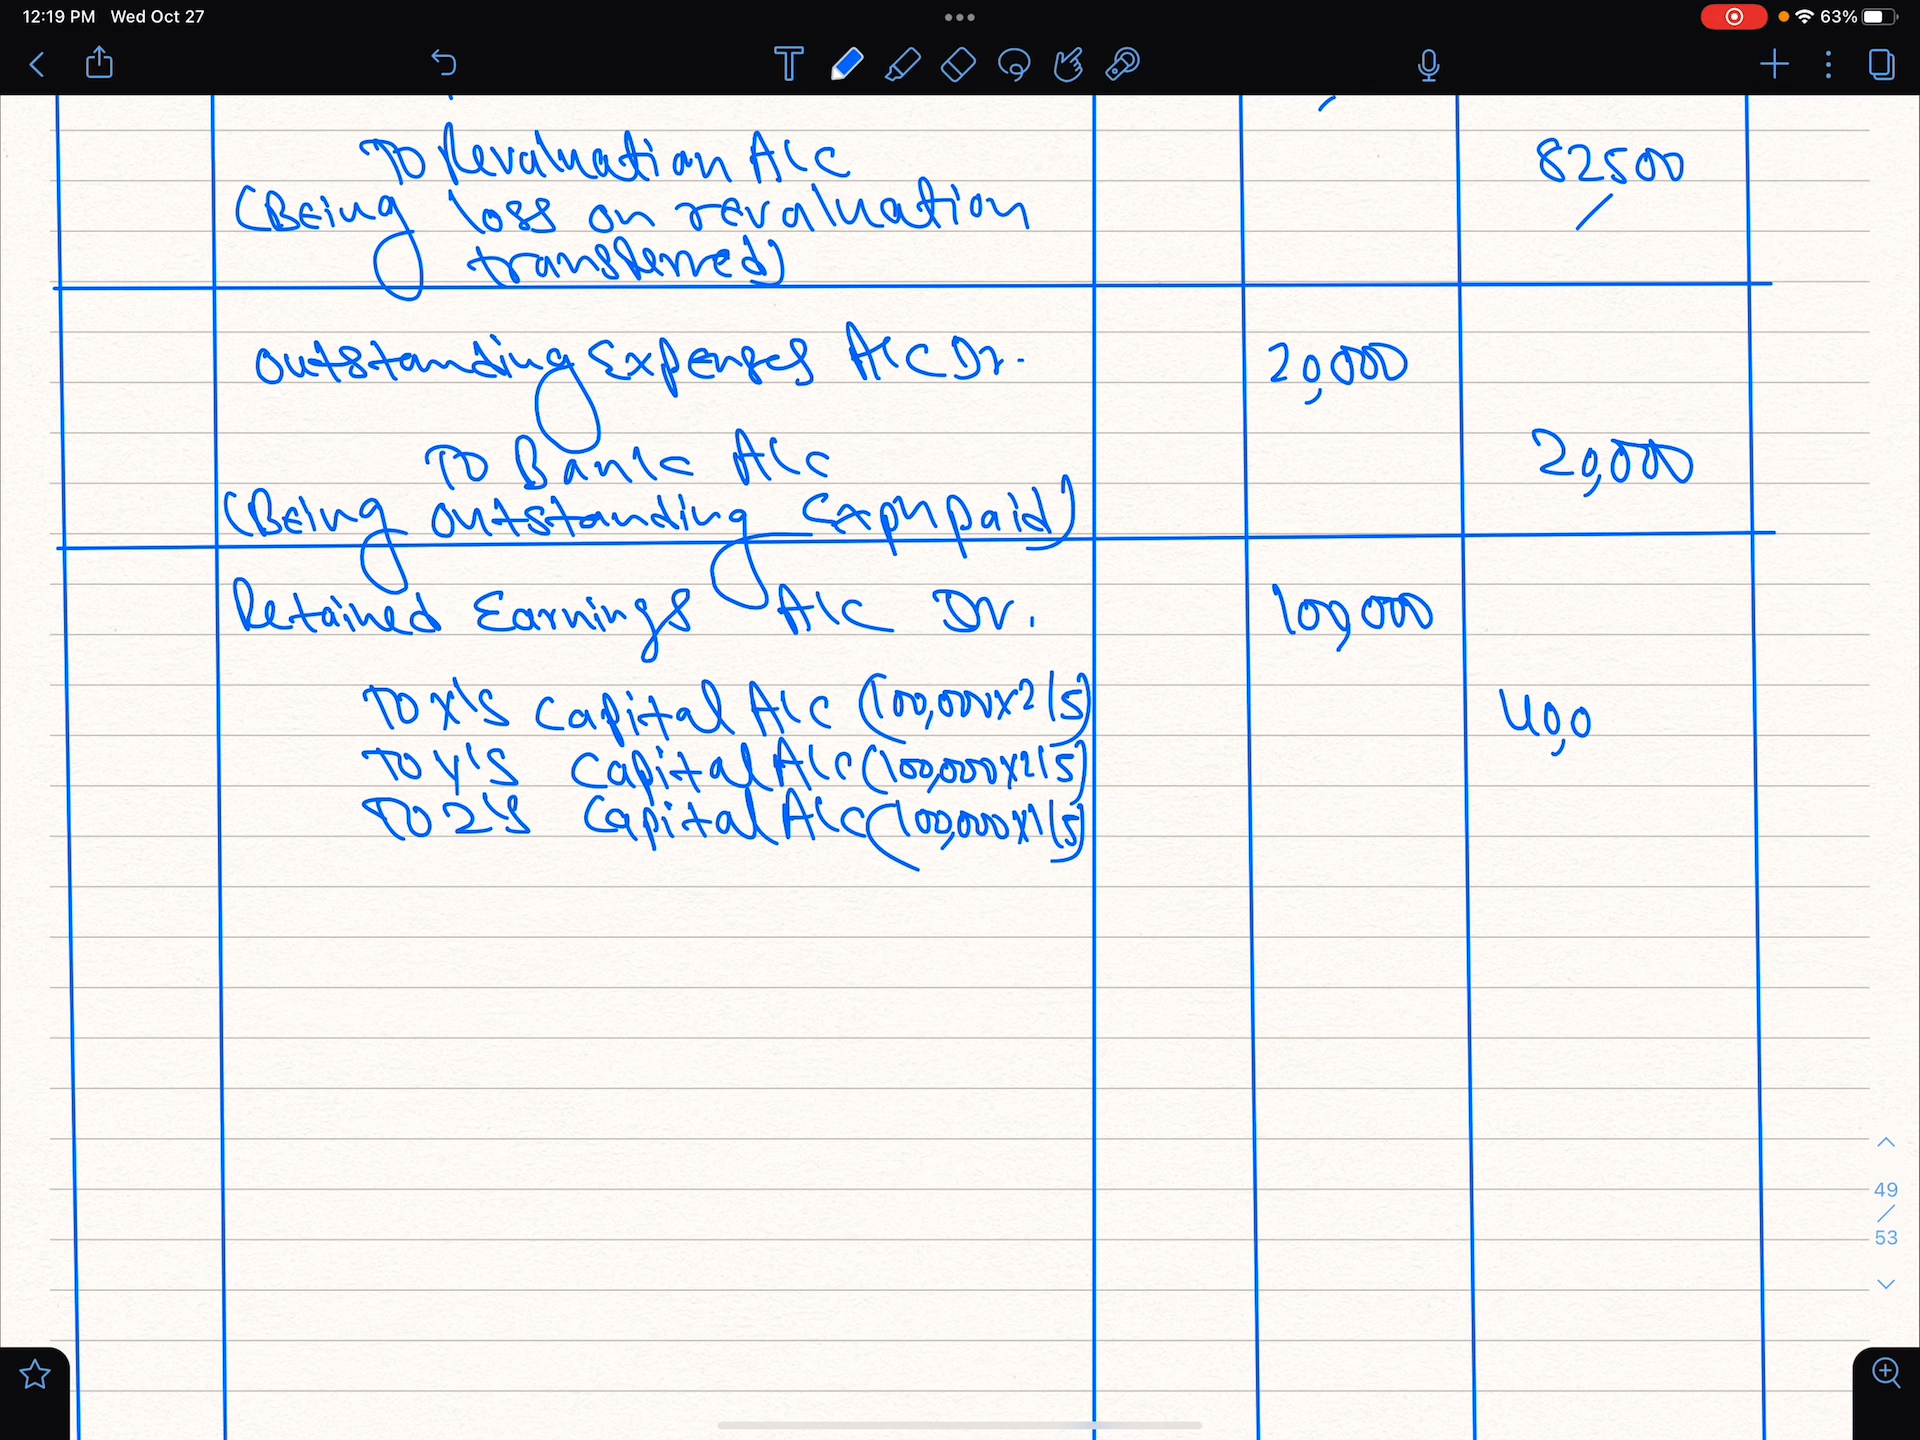 12:19 PM Wed Oct 27
63%
To Revaluation A/c 82500
(Being loss on revaluation
transferred)
Outstanding Expenses A/c Dr. 20,000
To Bank A/c 20,000
(Being outstanding expn paid)
Retained Earnings A/c Dr. 100,000
To X's Capital A/c (100,000x2/5) 40,0
To Y's Capital A/c (100,000x2/5)
To Z's Capital A/c (100,000x1/5)
49
/
53